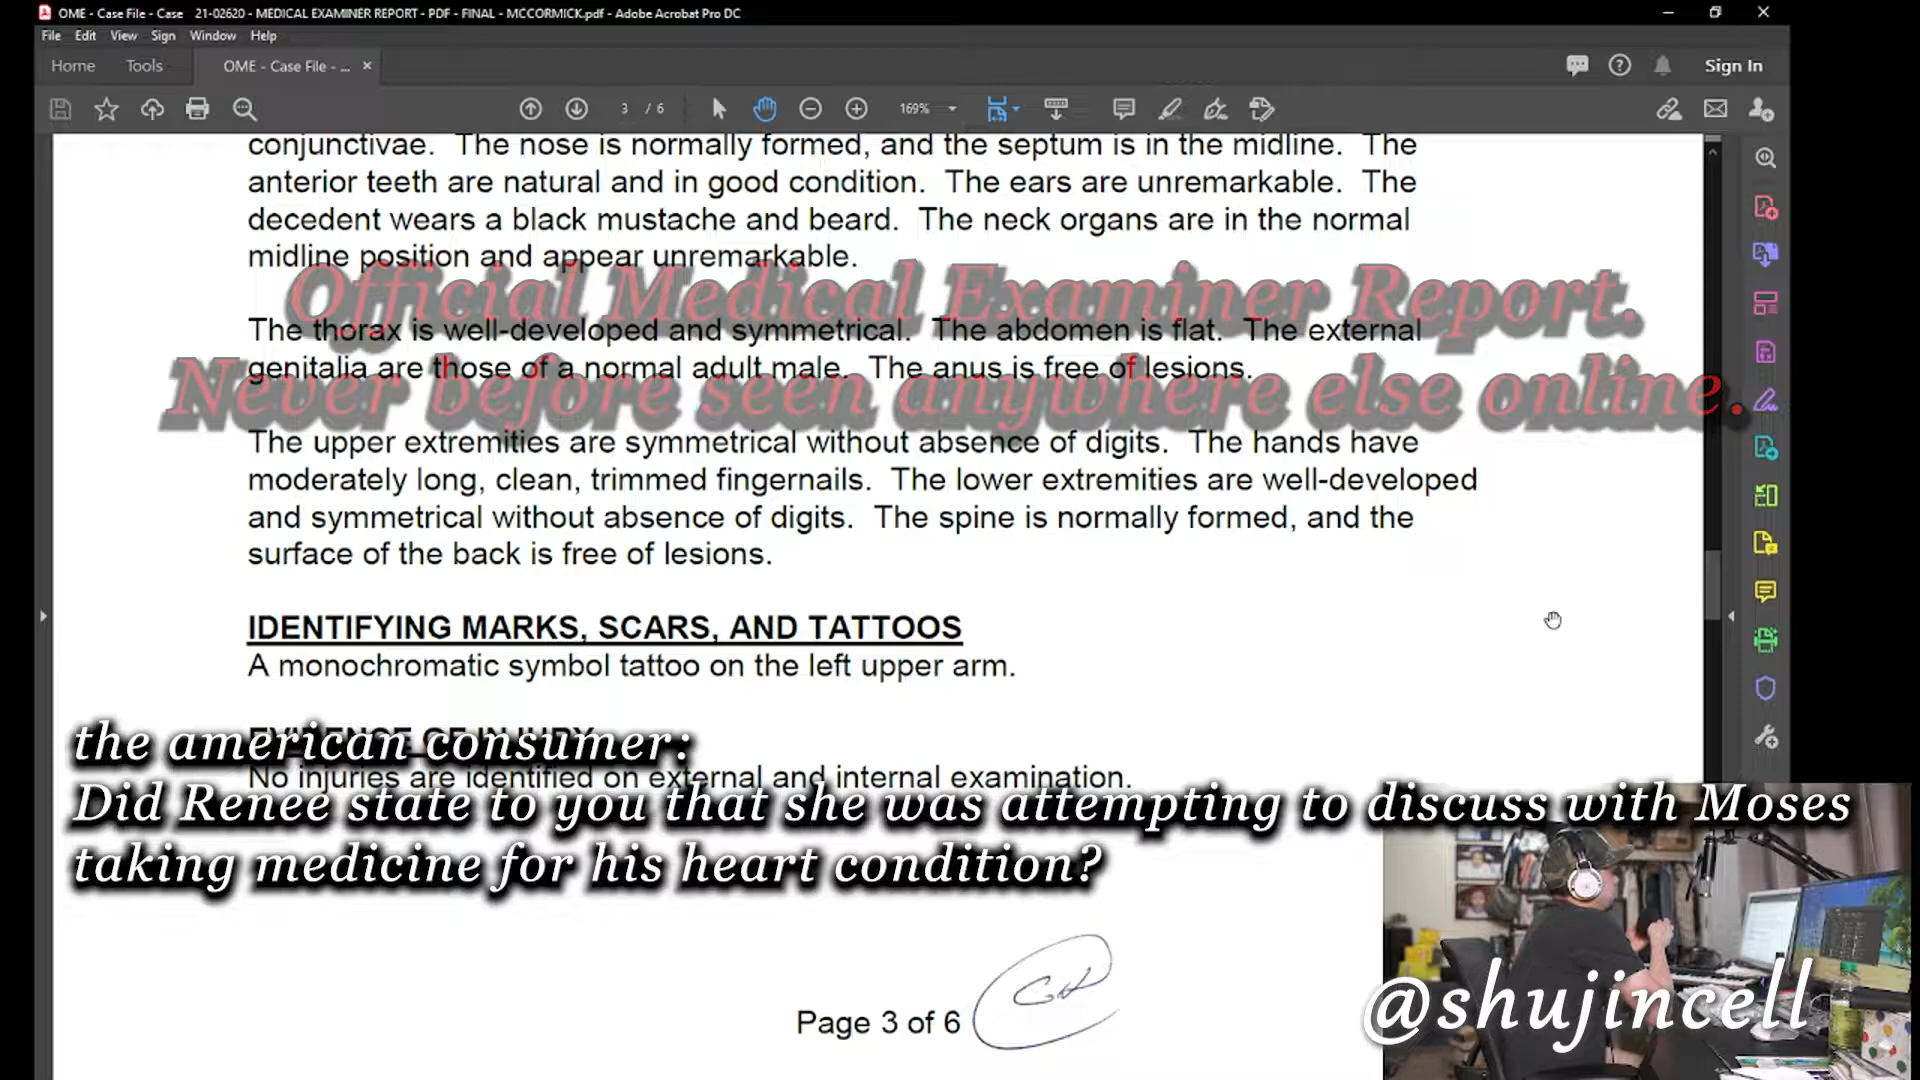 OME - Case File - Case 21-02620 - MEDICAL EXAMINER REPORT - PDF - FINAL - MCCORMICK.pdf - Adobe Acrobat Pro DC
File Edit View Sign Window Help
Home Tools OME - Case File - ... × Sign In
3 / 6 169%
conjunctivae. The nose is normally formed, and the septum is in the midline. The
anterior teeth are natural and in good condition. The ears are unremarkable. The
decedent wears a black mustache and beard. The neck organs are in the normal
midline position and appear unremarkable.
Official Medical Examiner Report.
The thorax is well-developed and symmetrical. The abdomen is flat. The external
genitalia are those of a normal adult male. The anus is free of lesions.
Never before seen anywhere else online.
The upper extremities are symmetrical without absence of digits. The hands have
moderately long, clean, trimmed fingernails. The lower extremities are well-developed
and symmetrical without absence of digits. The spine is normally formed, and the
surface of the back is free of lesions.
IDENTIFYING MARKS, SCARS, AND TATTOOS
A monochromatic symbol tattoo on the left upper arm.
EVIDENCE OF INJURY
the american consumer:
No injuries are identified on external and internal examination.
Did Renee state to you that she was attempting to discuss with Moses
taking medicine for his heart condition?
Page 3 of 6
@shujincell